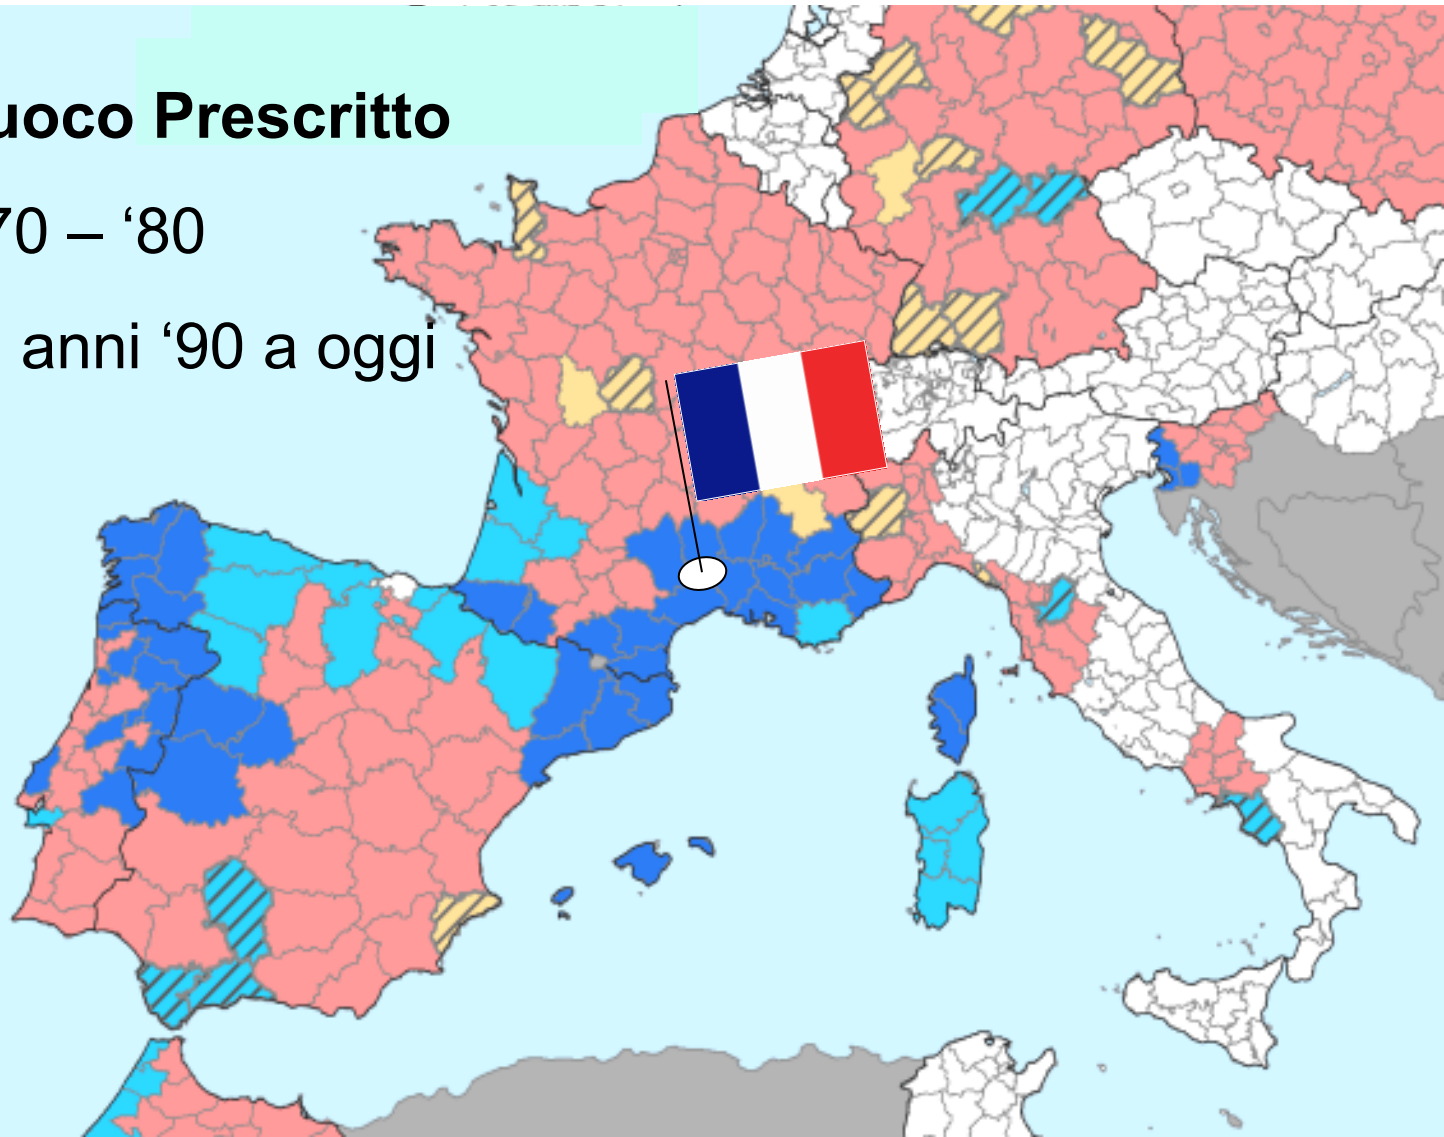 uoco Prescritto
70 – ‘80
anni ‘90 a oggi